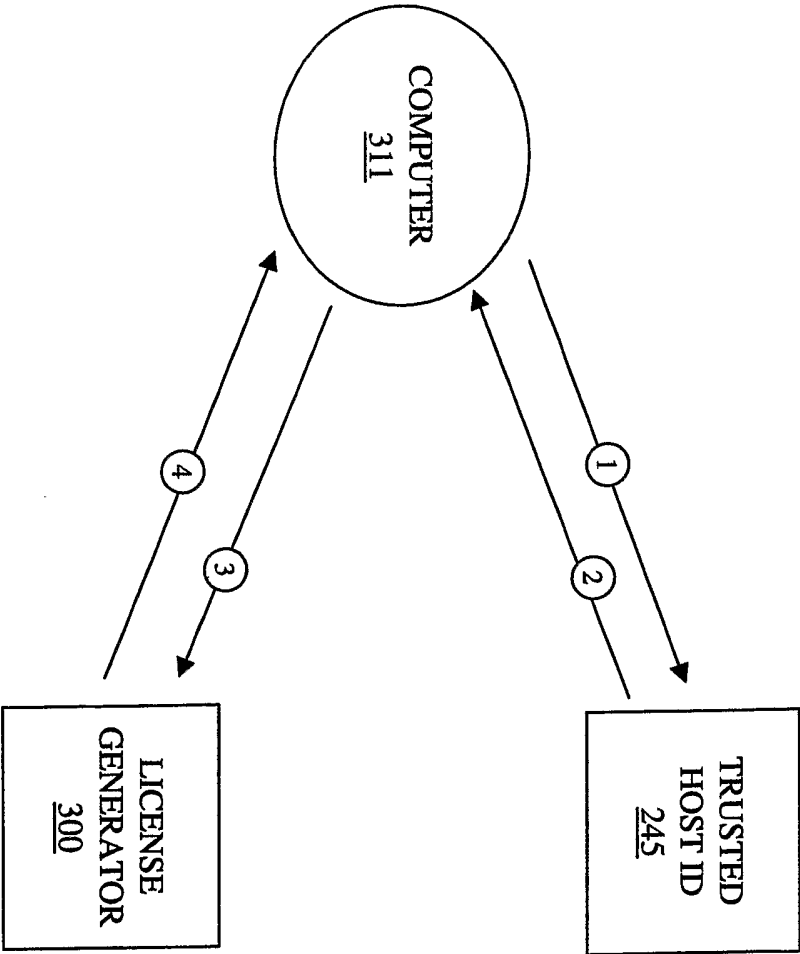 COMPUTER
311
1
2
3
4
TRUSTED
HOST ID
245
LICENSE
GENERATOR
300